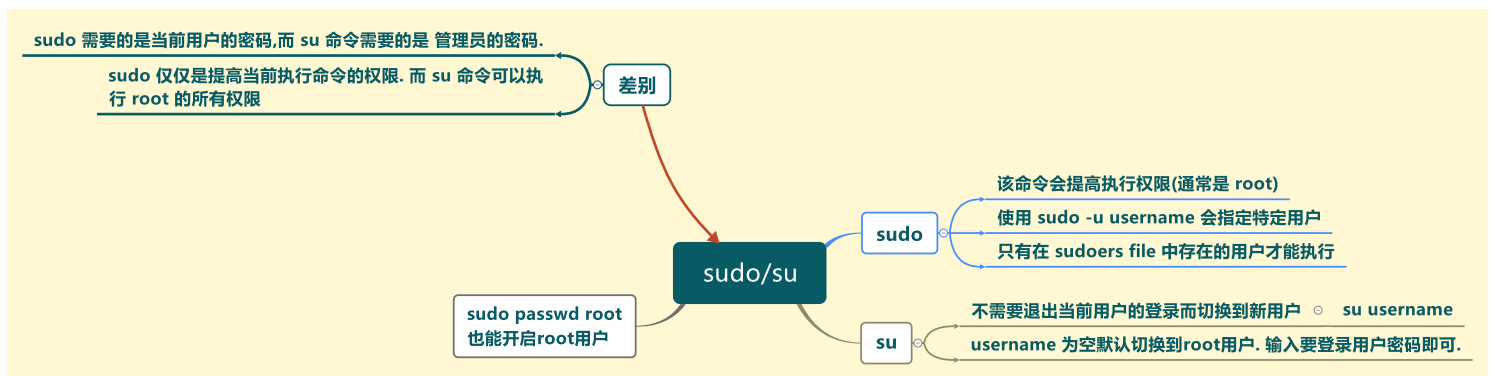 sudo 需要的是当前用户的密码,而 su 命令需要的是 管理员的密码.
sudo 仅仅是提高当前执行命令的权限. 而 su 命令可以执
行 root 的所有权限
差别
sudo/su
sudo
该命令会提高执行权限(通常是 root)
使用 sudo -u username 会指定特定用户
只有在 sudoers file 中存在的用户才能执行
sudo passwd root
也能开启root用户
su
不需要退出当前用户的登录而切换到新用户
su username
username 为空默认切换到root用户. 输入要登录用户密码即可.